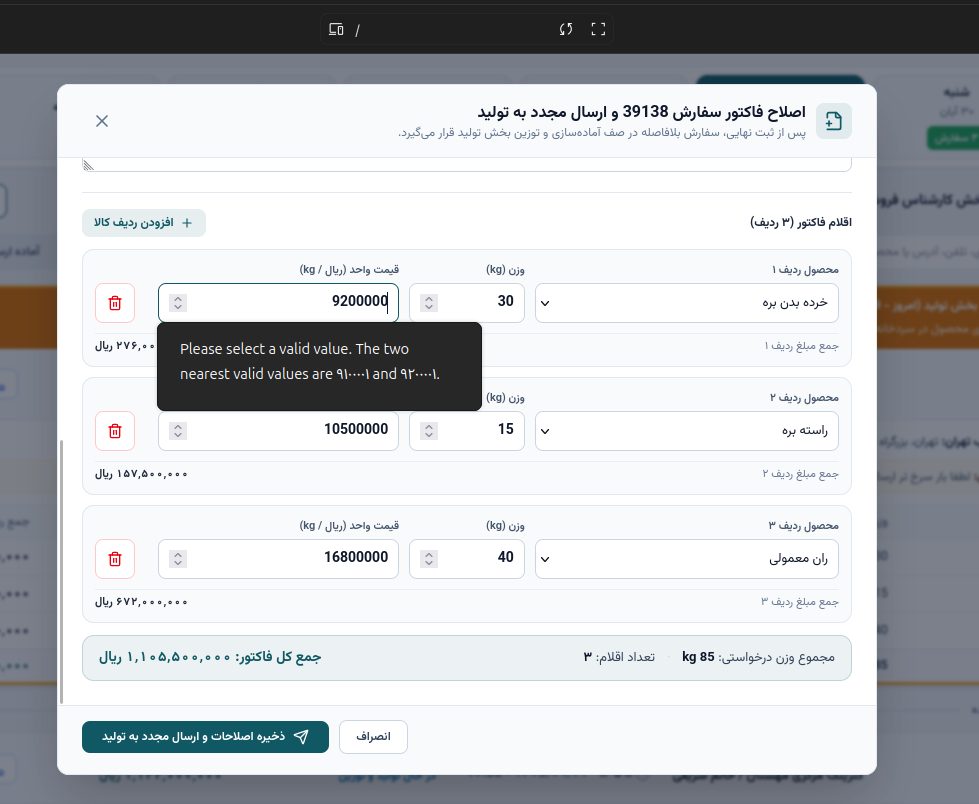 /
شنبه
۳۰ آبان
اصلاح فاکتور سفارش 39138 و ارسال مجدد به تولید
پس از ثبت نهایی، سفارش بلافاصله در صف آماده‌سازی و توزین بخش تولید قرار می‌گیرد.
اقلام فاکتور (۳ ردیف)
+ افزودن ردیف کالا
محصول ردیف ۱
وزن (kg)
قیمت واحد (ریال / kg)
خرده بدن بره
30
9200000
جمع مبلغ ردیف ۱
۲۷۶,۰۰ ریال
Please select a valid value. The two
nearest valid values are ۹۱۰۰۰۰۱ and ۹۲۰۰۰۰۱.
محصول ردیف ۲
وزن (kg)
راسته بره
15
10500000
جمع مبلغ ردیف ۲
۱۵۷,۵۰۰,۰۰۰ ریال
محصول ردیف ۳
وزن (kg)
قیمت واحد (ریال / kg)
ران معمولی
40
16800000
جمع مبلغ ردیف ۳
۶۷۲,۰۰۰,۰۰۰ ریال
مجموع وزن درخواستی: 85 kg · تعداد اقلام: ۳
جمع کل فاکتور: ۱,۱۰۵,۵۰۰,۰۰۰ ریال
انصراف
ذخیره اصلاحات و ارسال مجدد به تولید